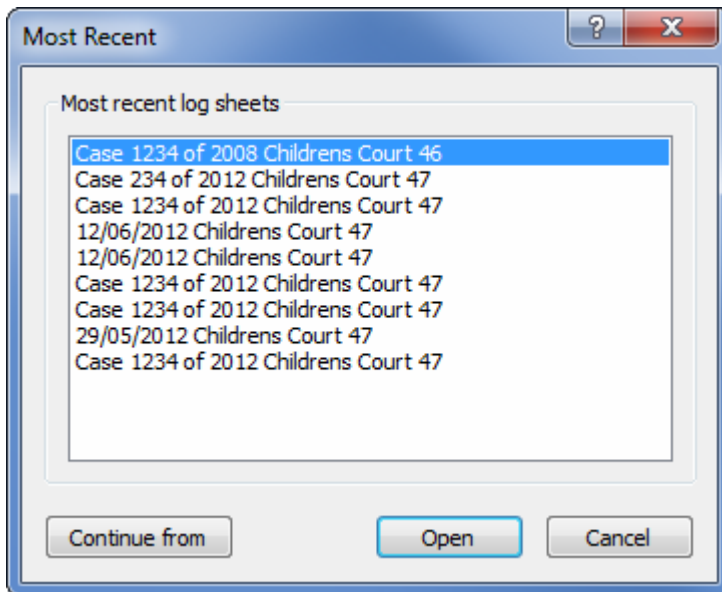 Most Recent
Most recent log sheets
Case 1234 of 2008 Childrens Court 46
Case 234 of 2012 Childrens Court 47
Case 1234 of 2012 Childrens Court 47
12/06/2012 Childrens Court 47
12/06/2012 Childrens Court 47
Case 1234 of 2012 Childrens Court 47
Case 1234 of 2012 Childrens Court 47
29/05/2012 Childrens Court 47
Case 1234 of 2012 Childrens Court 47
Continue from Open Cancel